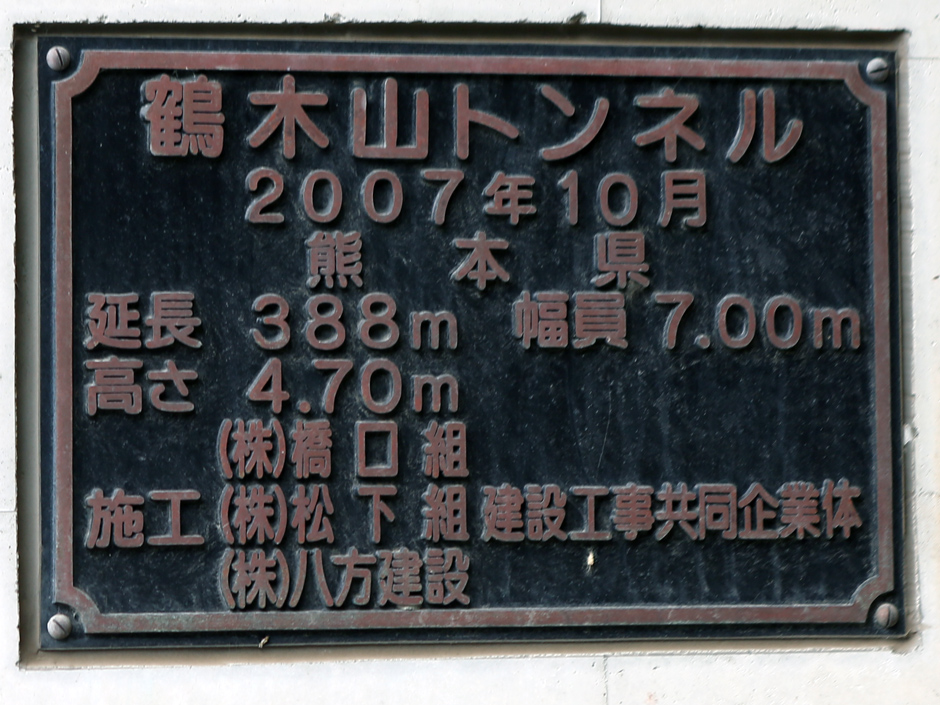 鶴木山トンネル
2007年10月
熊本県
延長 388m 幅員 7.00m
高さ 4.70m
(株)橋口組
施工 (株)松下組 建設工事共同企業体
(株)八方建設